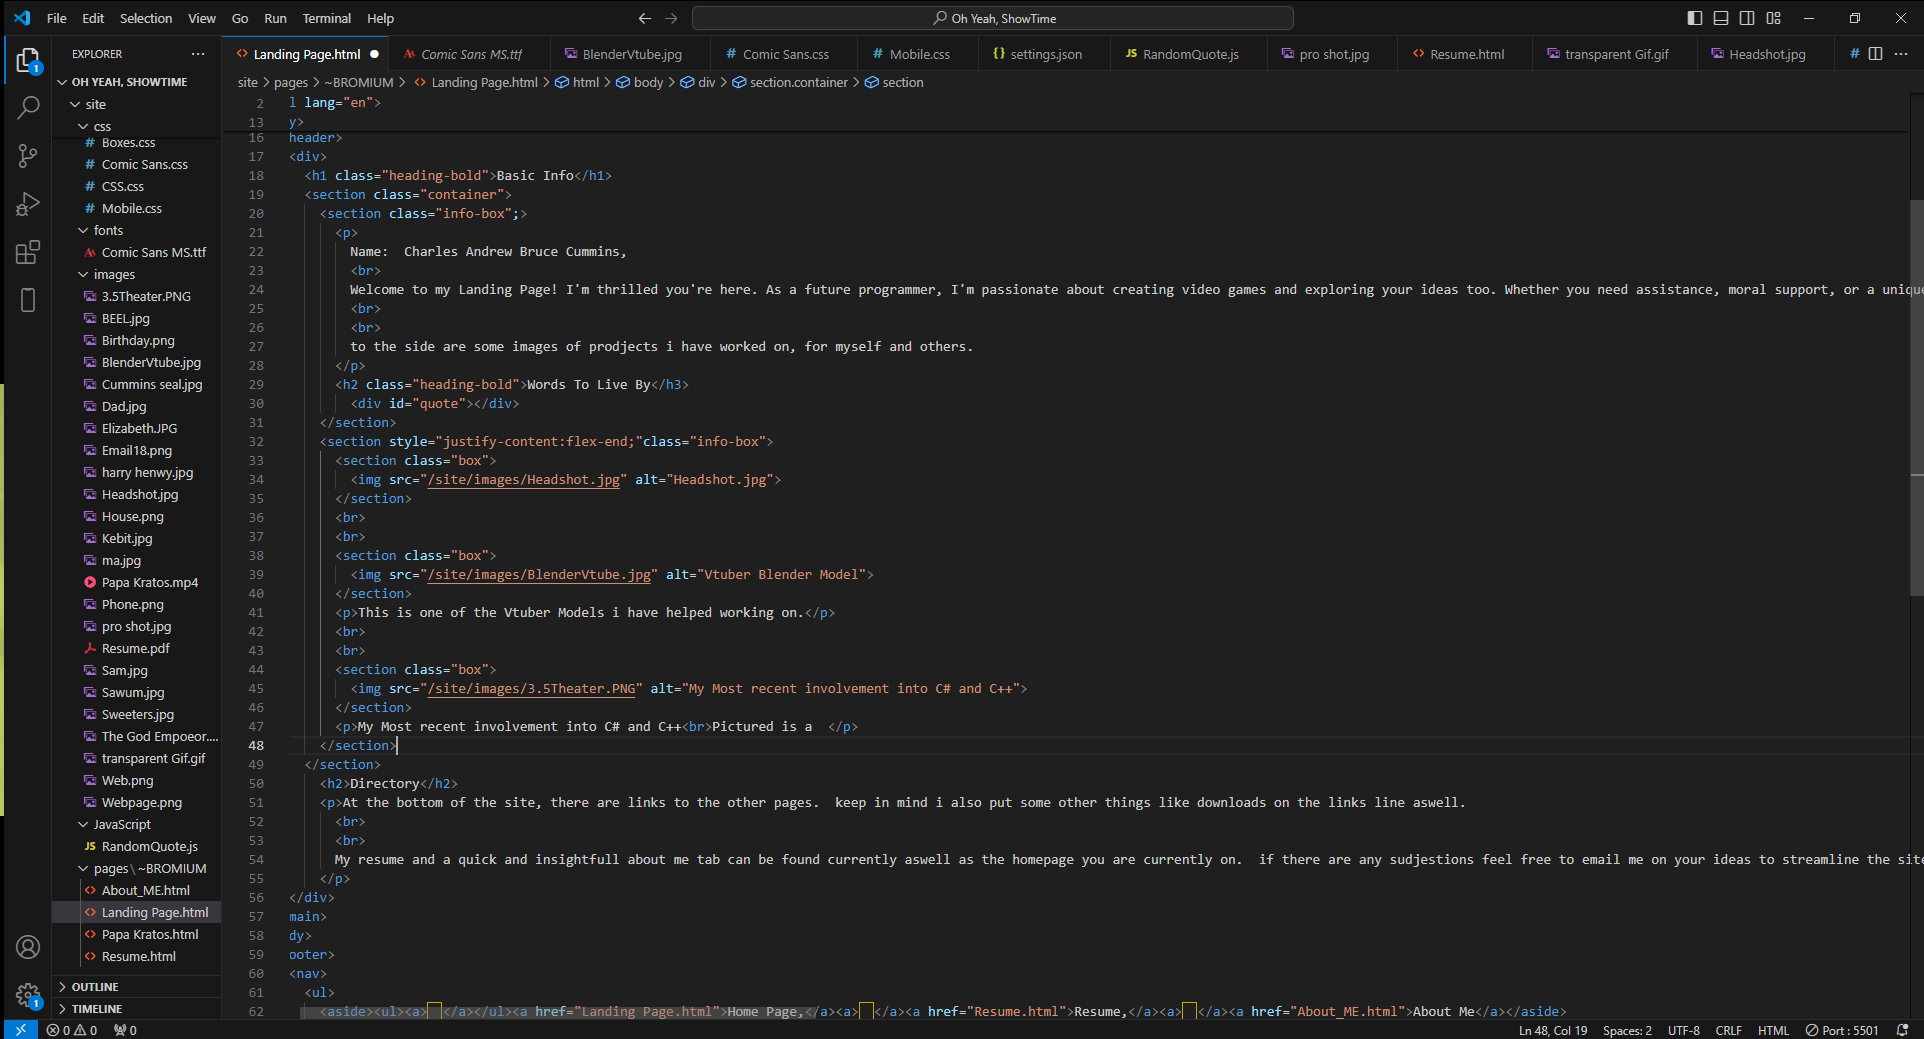 File Edit Selection View Go Run Terminal Help
Oh Yeah, ShowTime
EXPLORER
Landing Page.html
Comic Sans MS.ttf
BlenderVtube.jpg
Comic Sans.css
Mobile.css
settings.json
RandomQuote.js
pro shot.jpg
Resume.html
transparent Gif.gif
Headshot.jpg
site > pages > ~BROMIUM > Landing Page.html > html > body > div > section.container > section
OH YEAH, SHOWTIME
site
css
Boxes.css
Comic Sans.css
CSS.css
Mobile.css
fonts
Comic Sans MS.ttf
images
3.5Theater.PNG
BEEL.jpg
Birthday.png
BlenderVtube.jpg
Cummins seal.jpg
Dad.jpg
Elizabeth.JPG
Email18.png
harry henwy.jpg
Headshot.jpg
House.png
Kebit.jpg
ma.jpg
Papa Kratos.mp4
Phone.png
pro shot.jpg
Resume.pdf
Sam.jpg
Sawum.jpg
Sweeters.jpg
The God Empoeor....
transparent Gif.gif
Web.png
Webpage.png
JavaScript
RandomQuote.js
pages\~BROMIUM
About_ME.html
Landing Page.html
Papa Kratos.html
Resume.html
OUTLINE
TIMELINE
2 l lang="en">
13 y>
16 header>
17 <div>
18 <h1 class="heading-bold">Basic Info</h1>
19 <section class="container">
20 <section class="info-box";>
21 <p>
22 Name:  Charles Andrew Bruce Cummins,
23 <br>
24 Welcome to my Landing Page! I'm thrilled you're here. As a future programmer, I'm passionate about creating video games and exploring your ideas too. Whether you need assistance, moral support, or a unique
25 <br>
26 <br>
27 to the side are some images of prodjects i have worked on, for myself and others.
28 </p>
29 <h2 class="heading-bold">Words To Live By</h3>
30 <div id="quote"></div>
31 </section>
32 <section style="justify-content:flex-end;"class="info-box">
33 <section class="box">
34 <img src="/site/images/Headshot.jpg" alt="Headshot.jpg">
35 </section>
36 <br>
37 <br>
38 <section class="box">
39 <img src="/site/images/BlenderVtube.jpg" alt="Vtuber Blender Model">
40 </section>
41 <p>This is one of the Vtuber Models i have helped working on.</p>
42 <br>
43 <br>
44 <section class="box">
45 <img src="/site/images/3.5Theater.PNG" alt="My Most recent involvement into C# and C++">
46 </section>
47 <p>My Most recent involvement into C# and C++<br>Pictured is a  </p>
48 </section>
49 </section>
50 <h2>Directory</h2>
51 <p>At the bottom of the site, there are links to the other pages.  keep in mind i also put some other things like downloads on the links line aswell.
52 <br>
53 <br>
54 My resume and a quick and insightfull about me tab can be found currently aswell as the homepage you are currently on.  if there are any sudjestions feel free to email me on your ideas to streamline the site
55 </p>
56 </div>
57 main>
58 dy>
59 ooter>
60 <nav>
61 <ul>
62 <aside><ul><a> </a></ul><a href="Landing Page.html">Home Page,</a><a> </a><a href="Resume.html">Resume,</a><a> </a><a href="About_ME.html">About Me</a></aside>
0 0 0
Ln 48, Col 19 Spaces: 2 UTF-8 CRLF HTML Port : 5501